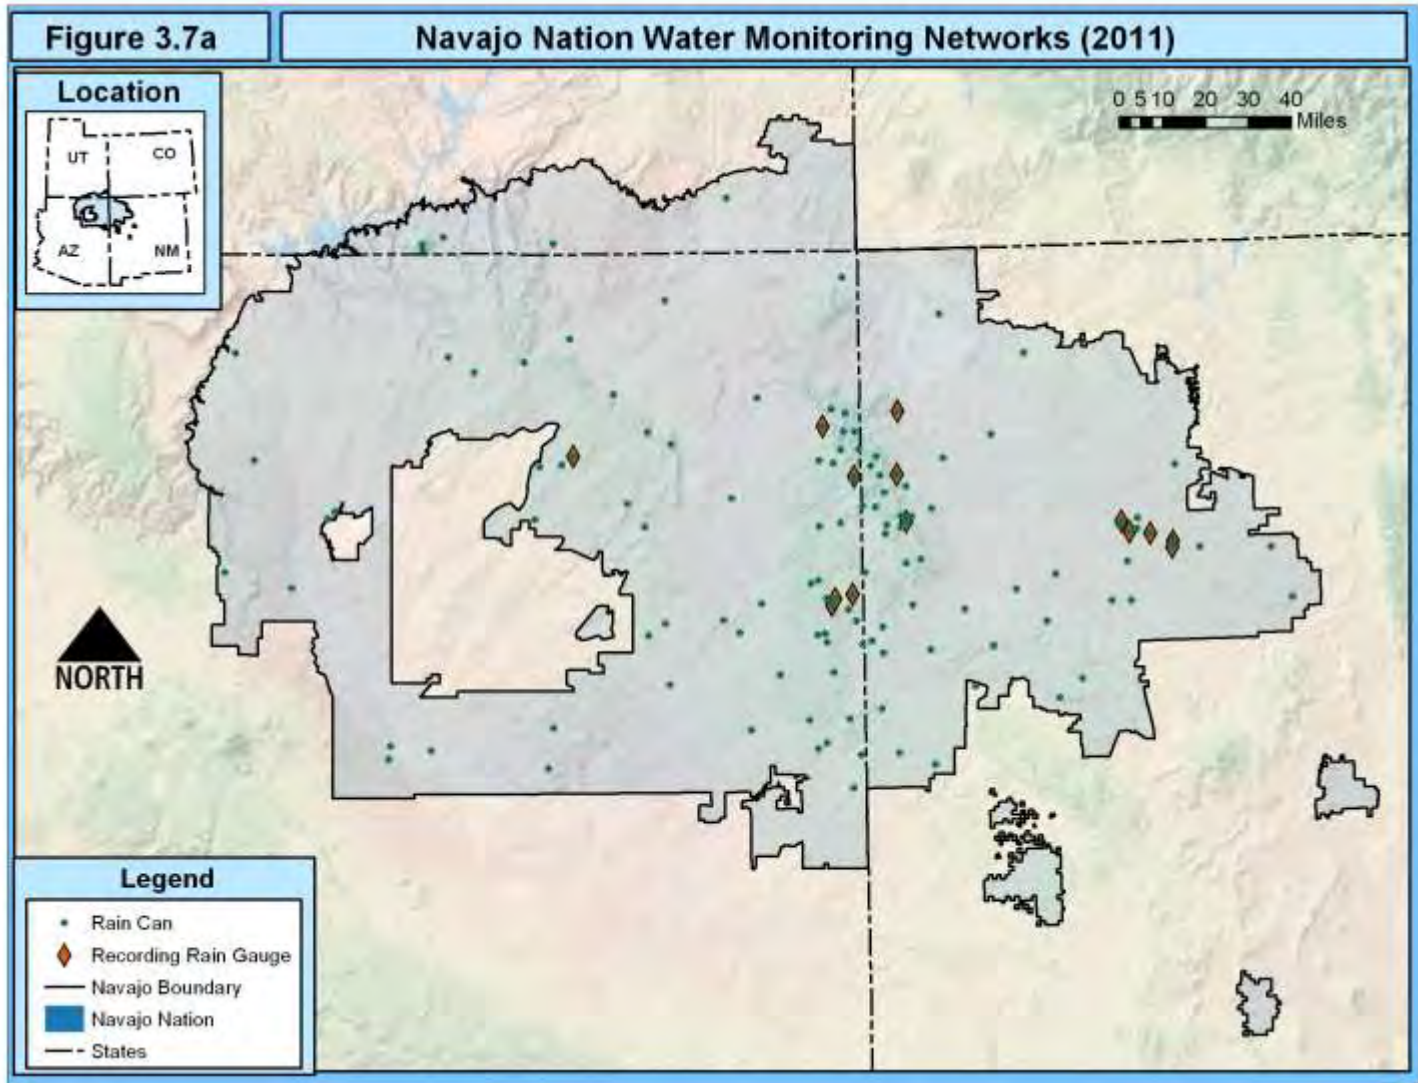 Figure 3.7a
Navajo Nation Water Monitoring Networks (2011)
Location
UT
CO
AZ
NM
0 5 10 20 30 40
Miles
NORTH
Legend
Rain Can
Recording Rain Gauge
Navajo Boundary
Navajo Nation
States